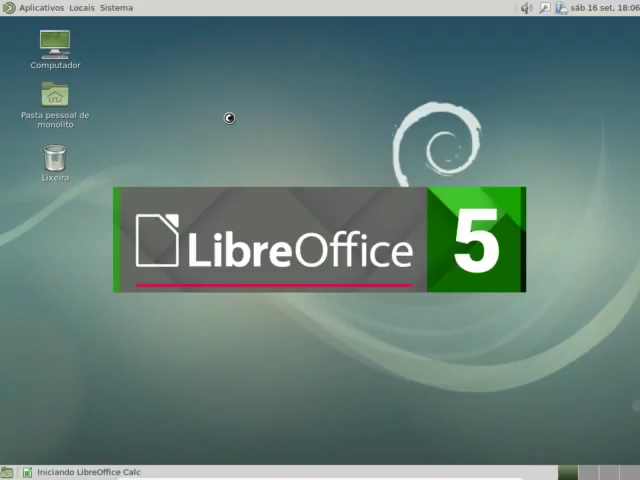 Aplicativos Locais Sistema
sáb 16 set, 18:06
Computador
Pasta pessoal de
monolito
Lixeira
LibreOffice 5
Iniciando LibreOffice Calc